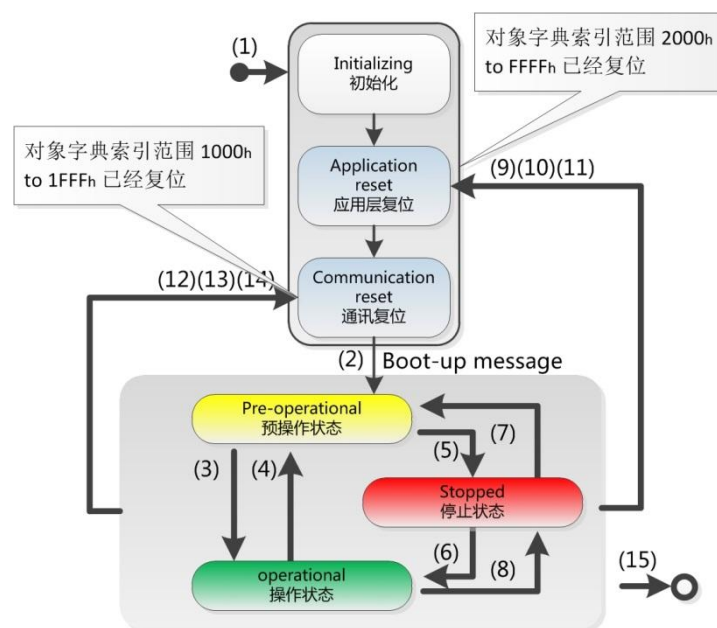 (1)
Initializing
初始化
对象字典索引范围 2000h
to FFFFh 已经复位
对象字典索引范围 1000h
to 1FFFh 已经复位
Application
reset
应用层复位
(9)(10)(11)
(12)(13)(14)
Communication
reset
通讯复位
(2) Boot-up message
Pre-operational
预操作状态
(3)
(4)
(5)
(7)
Stopped
停止状态
(6)
(8)
operational
操作状态
(15)